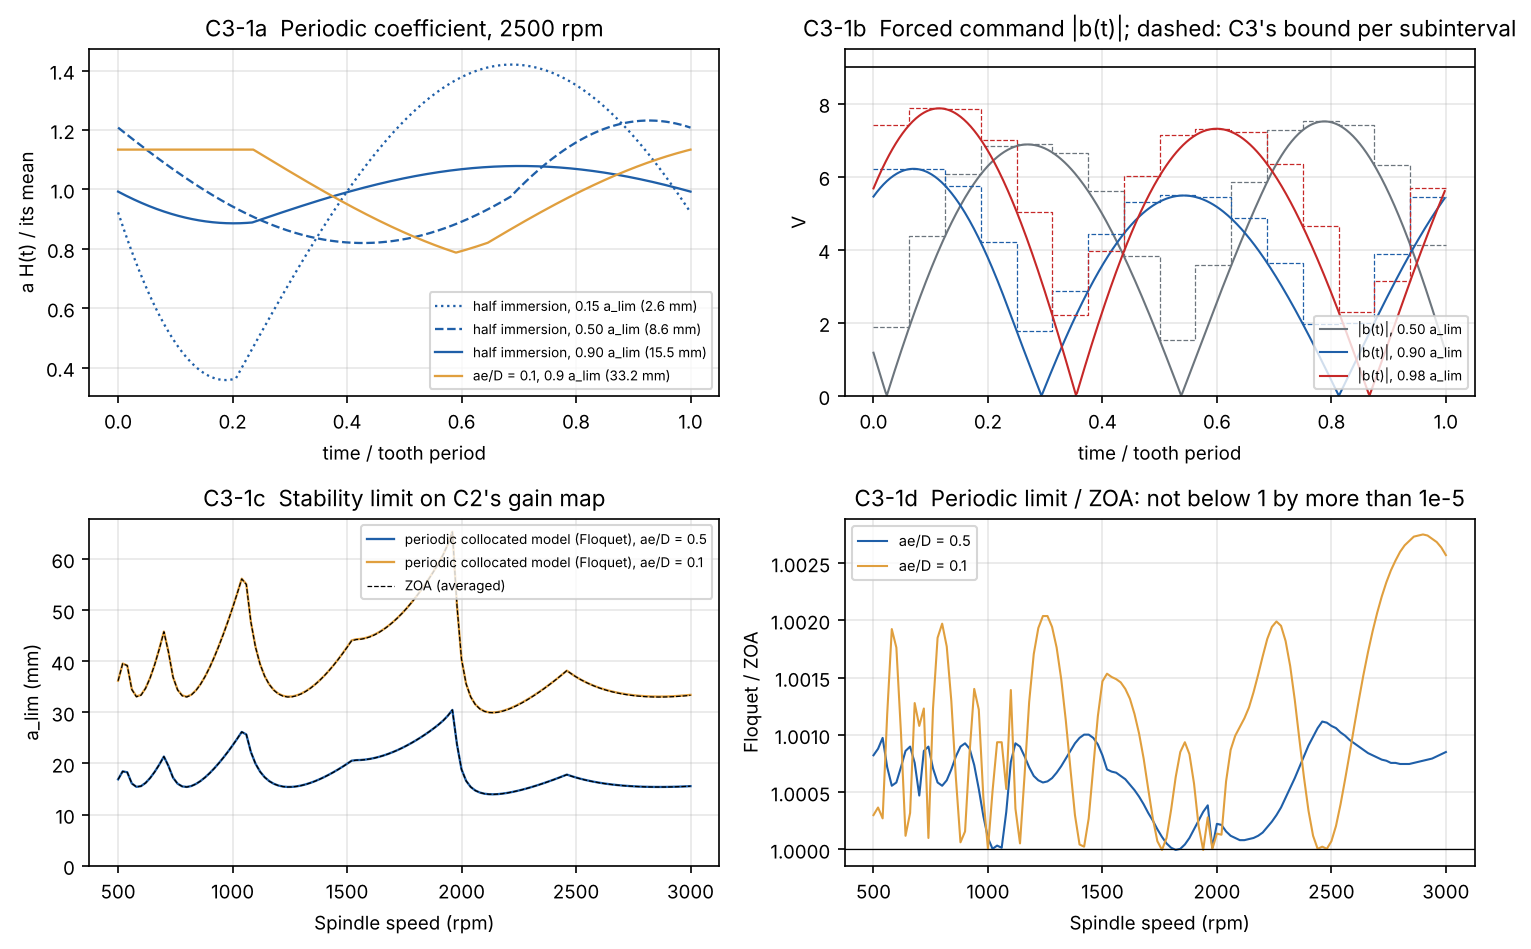 C3-1a  Periodic coefficient, 2500 rpm
a H(t) / its mean
1.4
1.2
1.0
0.8
0.6
0.4
half immersion, 0.15 a_lim (2.6 mm)
half immersion, 0.50 a_lim (8.6 mm)
half immersion, 0.90 a_lim (15.5 mm)
ae/D = 0.1, 0.9 a_lim (33.2 mm)
0.0 0.2 0.4 0.6 0.8 1.0
time / tooth period
C3-1b  Forced command |b(t)|; dashed: C3's bound per subinterval
V
8
6
4
2
0
|b(t)|, 0.50 a_lim
|b(t)|, 0.90 a_lim
|b(t)|, 0.98 a_lim
0.0 0.2 0.4 0.6 0.8 1.0
time / tooth period
C3-1c  Stability limit on C2's gain map
a_lim (mm)
60
50
40
30
20
10
0
periodic collocated model (Floquet), ae/D = 0.5
periodic collocated model (Floquet), ae/D = 0.1
ZOA (averaged)
500 1000 1500 2000 2500 3000
Spindle speed (rpm)
C3-1d  Periodic limit / ZOA: not below 1 by more than 1e-5
Floquet / ZOA
1.0025
1.0020
1.0015
1.0010
1.0005
1.0000
ae/D = 0.5
ae/D = 0.1
500 1000 1500 2000 2500 3000
Spindle speed (rpm)